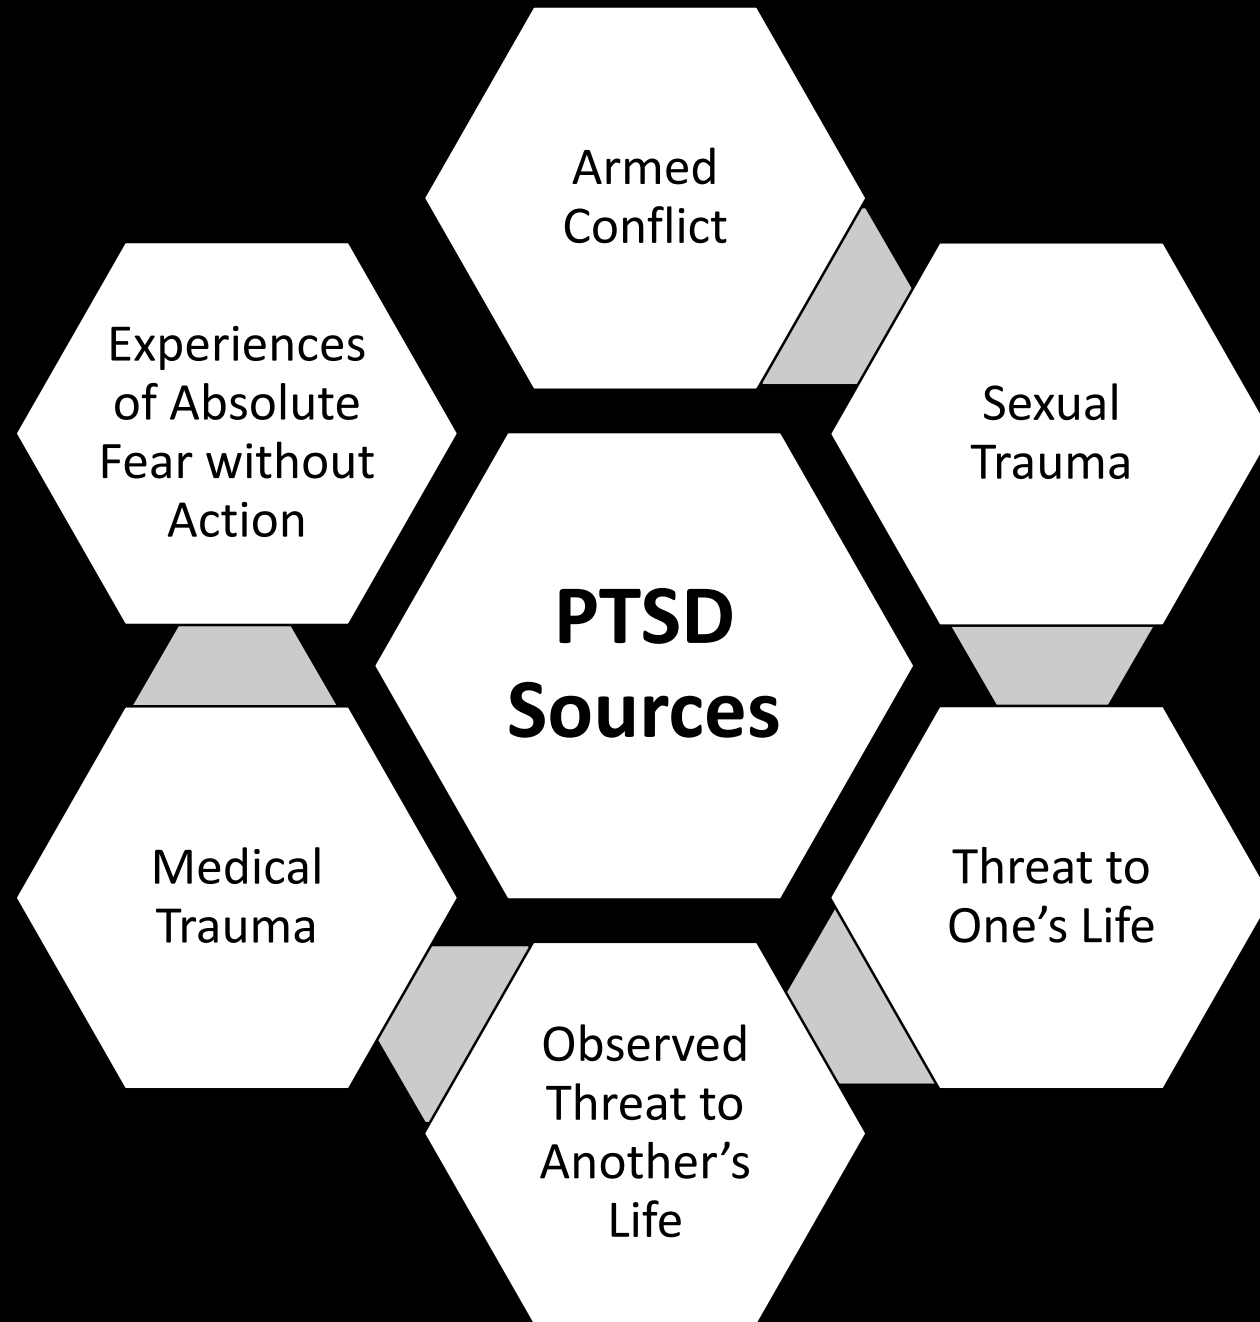 Armed
Conflict
Sexual
Trauma
Threat to
One’s Life
Observed
Threat to
Another’s
Life
Medical
Trauma
Experiences
of Absolute
Fear without
Action
PTSD
Sources